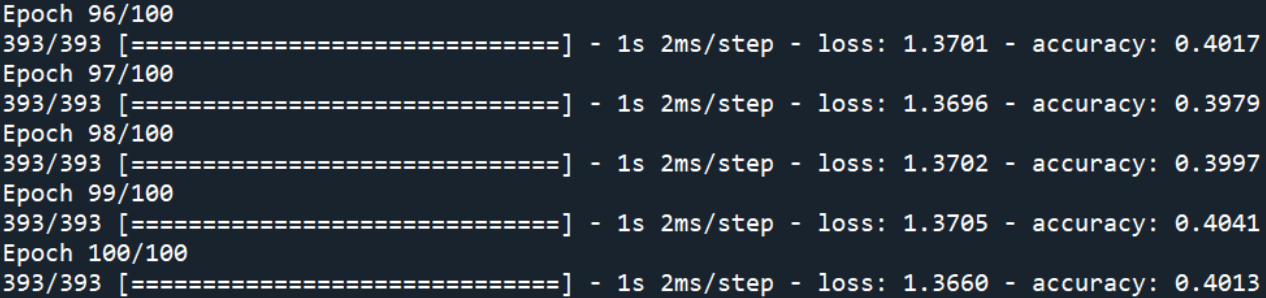 Epoch 96/100
393/393 [==============================] - 1s 2ms/step - loss: 1.3701 - accuracy: 0.4017
Epoch 97/100
393/393 [==============================] - 1s 2ms/step - loss: 1.3696 - accuracy: 0.3979
Epoch 98/100
393/393 [==============================] - 1s 2ms/step - loss: 1.3702 - accuracy: 0.3997
Epoch 99/100
393/393 [==============================] - 1s 2ms/step - loss: 1.3705 - accuracy: 0.4041
Epoch 100/100
393/393 [==============================] - 1s 2ms/step - loss: 1.3660 - accuracy: 0.4013